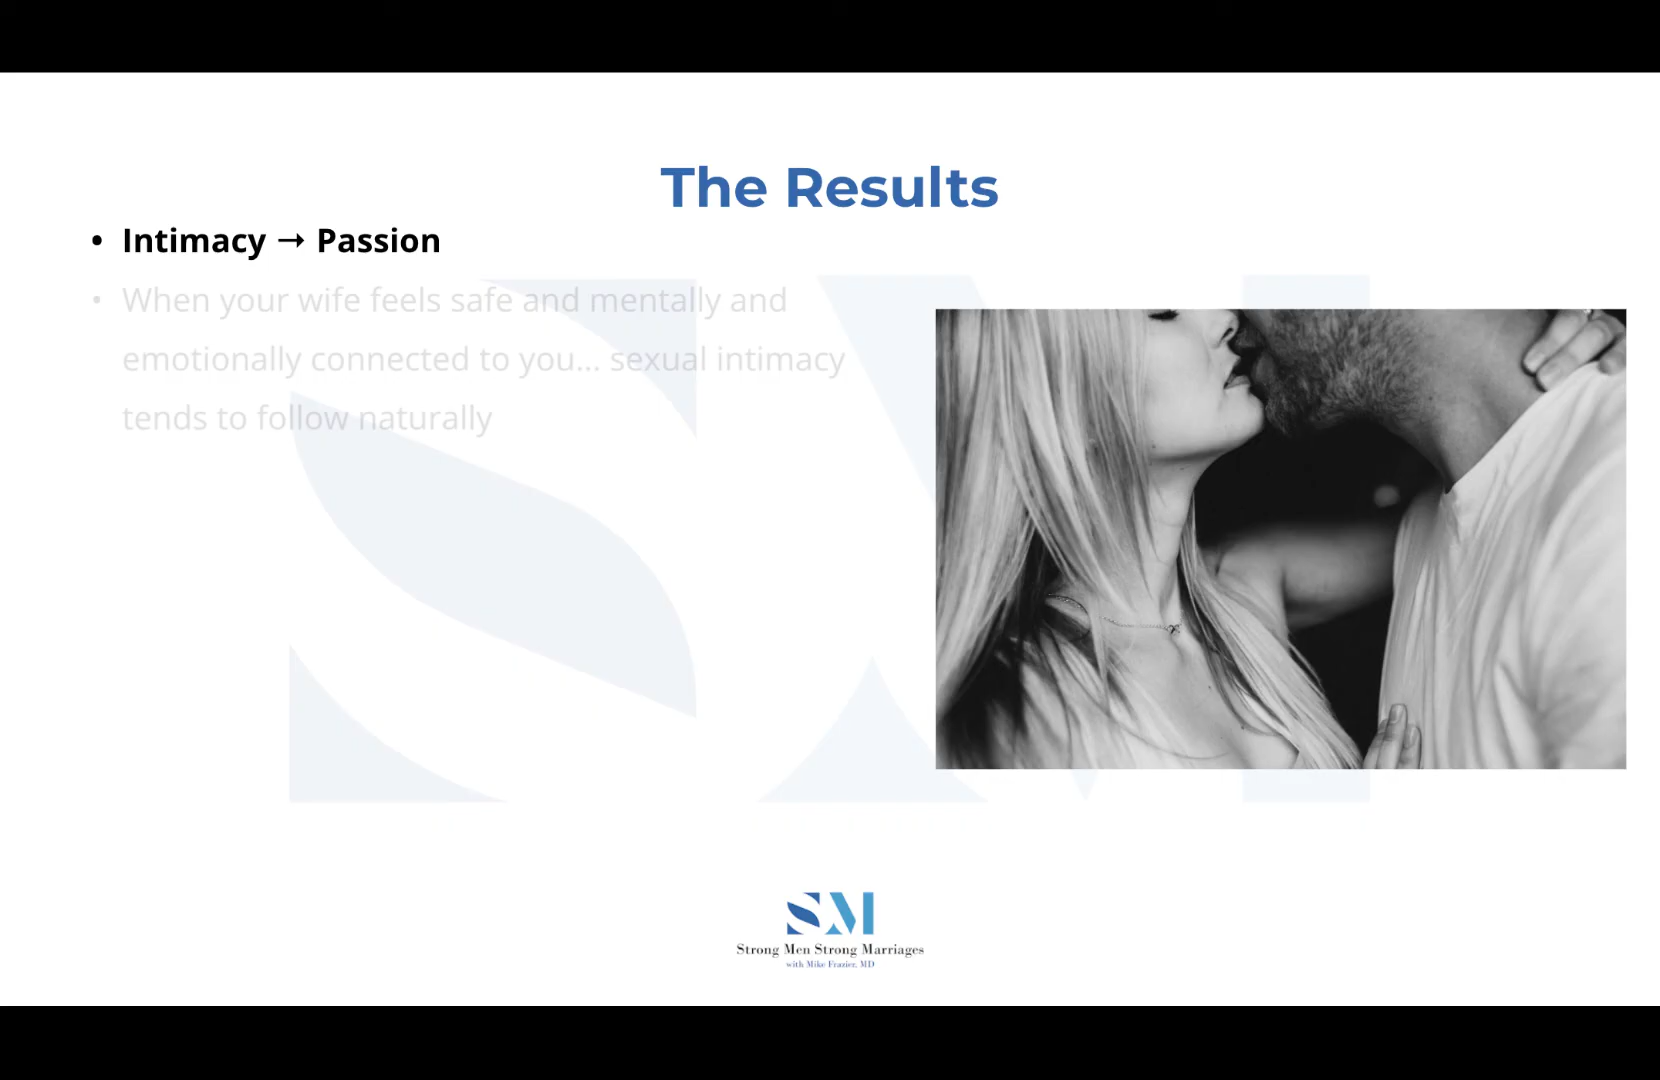 The Results
• Intimacy → Passion
• When your wife feels safe and mentally and
emotionally connected to you... sexual intimacy
tends to follow naturally
SM
Strong Men Strong Marriages
with Mike Frazier, MD